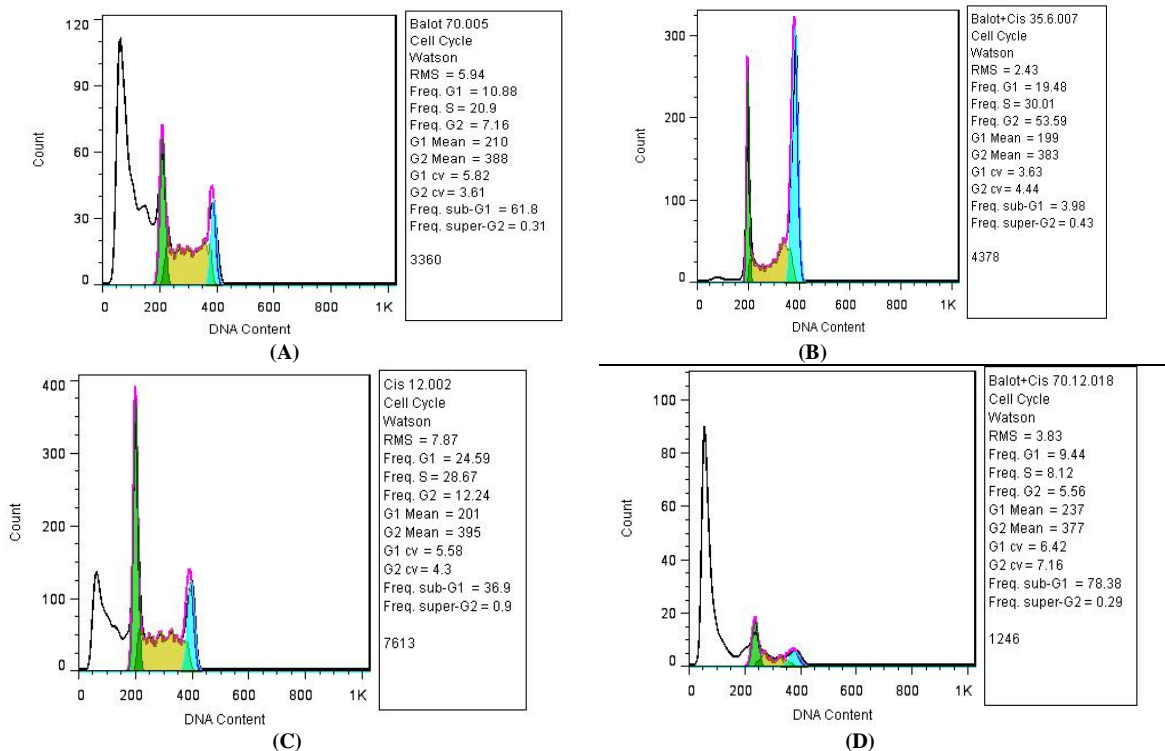 120
90
60
30
0
Count
0
200
400
600
800
1K
DNA Content
Balot 70.005
Cell Cycle
Watson
RMS = 5.94
Freq. G1 = 10.88
Freq. S = 20.9
Freq. G2 = 7.16
G1 Mean = 210
G2 Mean = 388
G1 cv = 5.82
G2 cv = 3.61
Freq. sub-G1 = 61.8
Freq. super-G2 = 0.31
3360
(A)
300
200
100
0
Count
0
200
400
600
800
1K
DNA Content
Balot+Cis 35.6.007
Cell Cycle
Watson
RMS = 2.43
Freq. G1 = 19.48
Freq. S = 30.01
Freq. G2 = 53.59
G1 Mean = 199
G2 Mean = 383
G1 cv = 3.63
G2 cv = 4.44
Freq. sub-G1 = 3.98
Freq. super-G2 = 0.43
4378
(B)
400
300
200
100
0
Count
0
200
400
600
800
1K
DNA Content
Cis 12.002
Cell Cycle
Watson
RMS = 7.87
Freq. G1 = 24.59
Freq. S = 28.67
Freq. G2 = 12.24
G1 Mean = 201
G2 Mean = 395
G1 cv = 5.58
G2 cv = 4.3
Freq. sub-G1 = 36.9
Freq. super-G2 = 0.9
7613
(C)
100
80
60
40
20
0
Count
0
200
400
600
800
1K
DNA Content
Balot+Cis 70.12.018
Cell Cycle
Watson
RMS = 3.83
Freq. G1 = 9.44
Freq. S = 8.12
Freq. G2 = 5.56
G1 Mean = 237
G2 Mean = 377
G1 cv = 6.42
G2 cv = 7.16
Freq. sub-G1 = 78.38
Freq. super-G2 = 0.29
1246
(D)